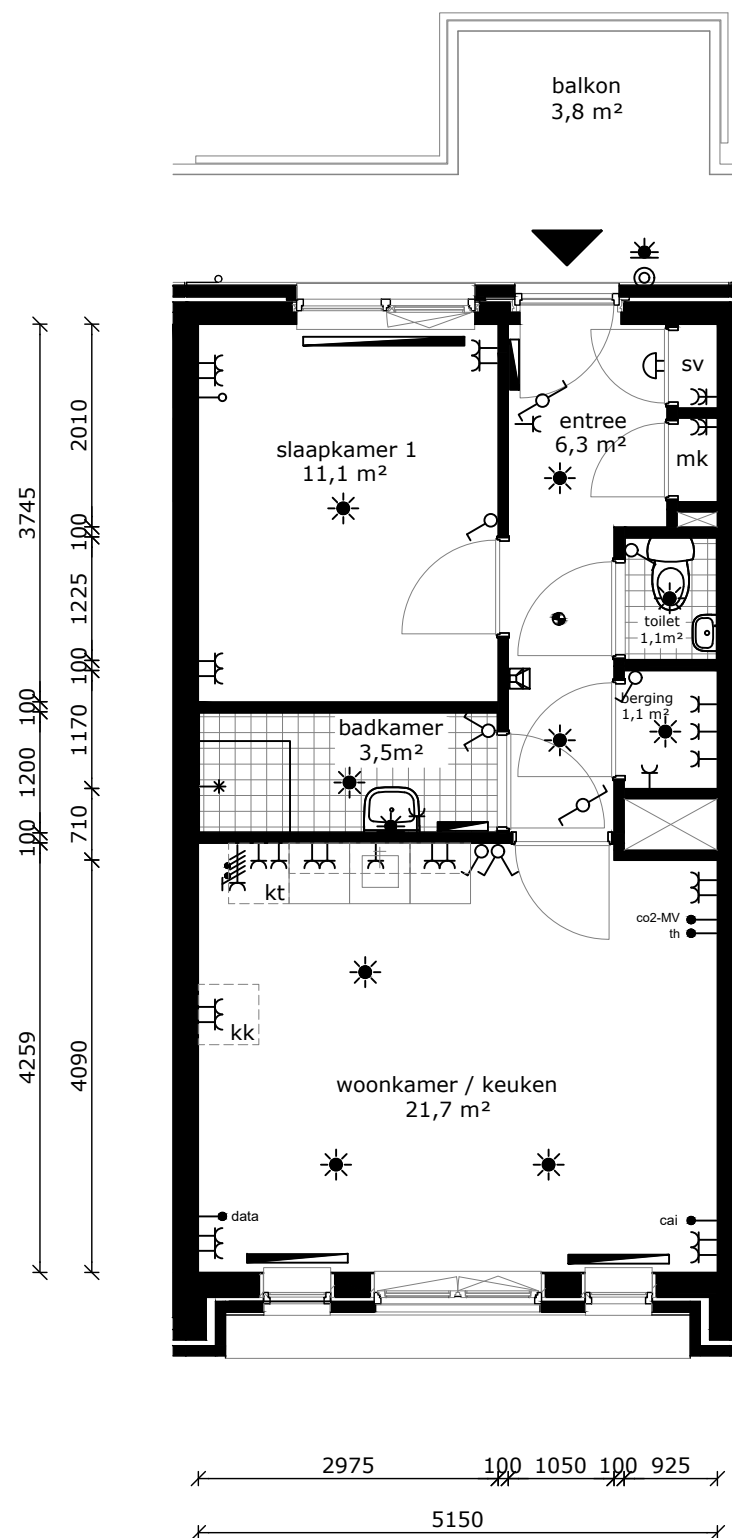 balkon
3,8 m²
sv
entree
6,3 m²
mk
slaapkamer 1
11,1 m²
toilet
1,1m²
berging
1,1 m²
badkamer
3,5m²
kt
co2-MV
th
kk
woonkamer / keuken
21,7 m²
data
cai
3745
100
1200
100
4259
2010
100
1225
100
1170
710
4090
2975
100
1050
100
925
5150